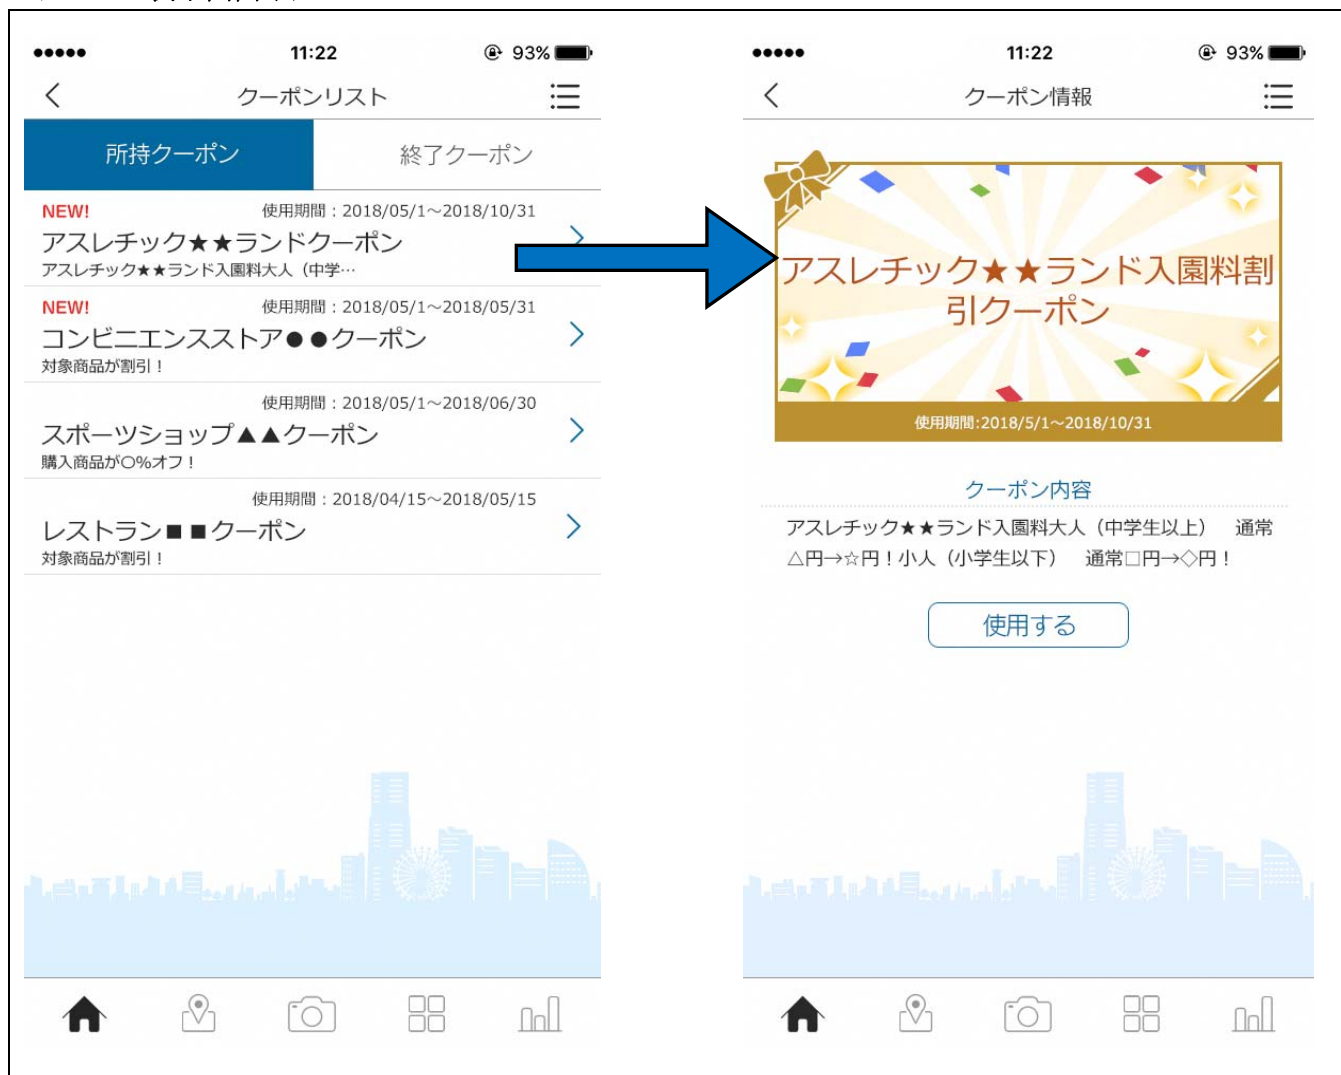 11:22
93%
クーポンリスト
所持クーポン
終了クーポン
NEW!
使用期間：2018/05/1～2018/10/31
アスレチック★★ランドクーポン
アスレチック★★ランド入園料大人（中学…
NEW!
使用期間：2018/05/1～2018/05/31
コンビニエンスストア●●クーポン
対象商品が割引！
使用期間：2018/05/1～2018/06/30
スポーツショップ▲▲クーポン
購入商品が〇%オフ！
使用期間：2018/04/15～2018/05/15
レストラン■■クーポン
対象商品が割引！
11:22
93%
クーポン情報
アスレチック★★ランド入園料割
引クーポン
使用期間:2018/5/1～2018/10/31
クーポン内容
アスレチック★★ランド入園料大人（中学生以上）　通常
△円→☆円！小人（小学生以下）　通常□円→◇円！
使用する